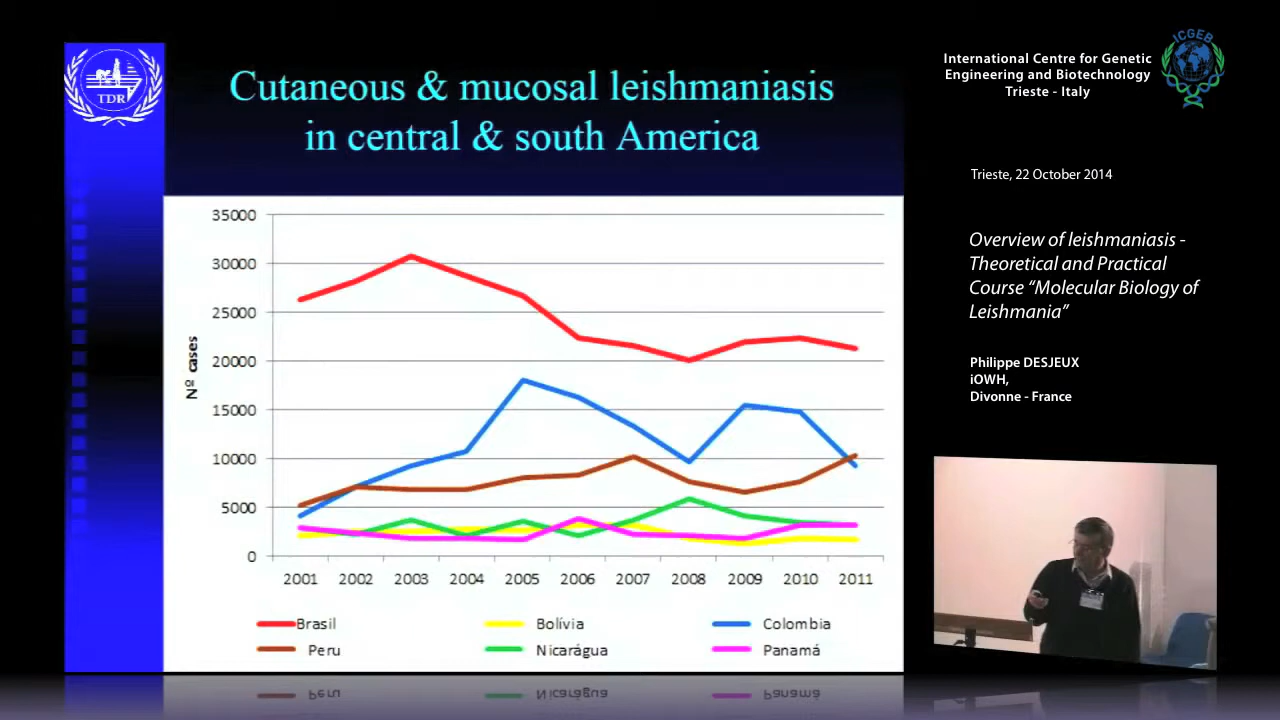 TDR
Cutaneous & mucosal leishmaniasis
in central & south America
Nº cases
35000
30000
25000
20000
15000
10000
5000
0
2001 2002 2003 2004 2005 2006 2007 2008 2009 2010 2011
Brasil Bolívia Colombia
Peru Nicarágua Panamá
ICGEB
International Centre for Genetic
Engineering and Biotechnology
Trieste - Italy
Trieste, 22 October 2014
Overview of leishmaniasis -
Theoretical and Practical
Course “Molecular Biology of
Leishmania”
Philippe DESJEUX
iOWH,
Divonne - France